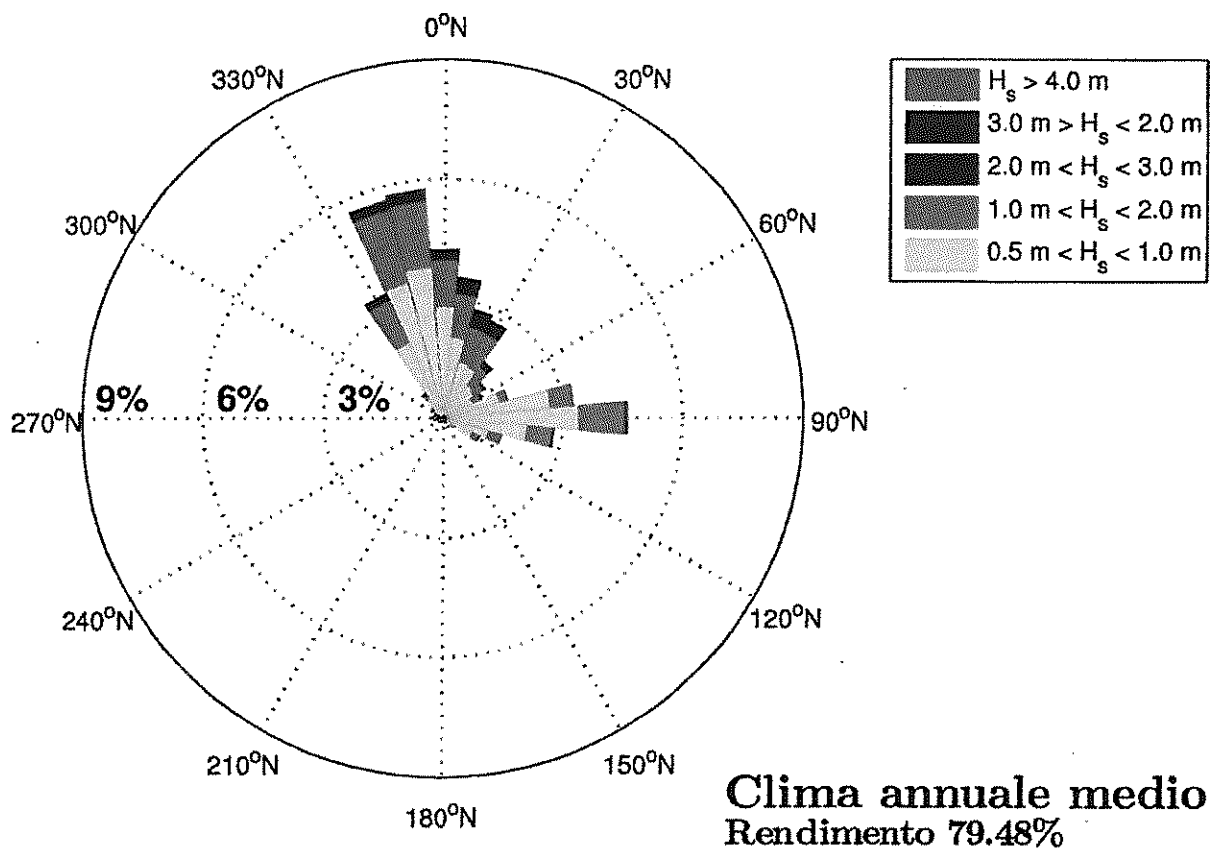 0°N
330°N
30°N
300°N
60°N
9%
6%
3%
270°N
90°N
240°N
120°N
210°N
150°N
180°N
H_s > 4.0 m
3.0 m > H_s < 2.0 m
2.0 m < H_s < 3.0 m
1.0 m < H_s < 2.0 m
0.5 m < H_s < 1.0 m
Clima annuale medio
Rendimento 79.48%